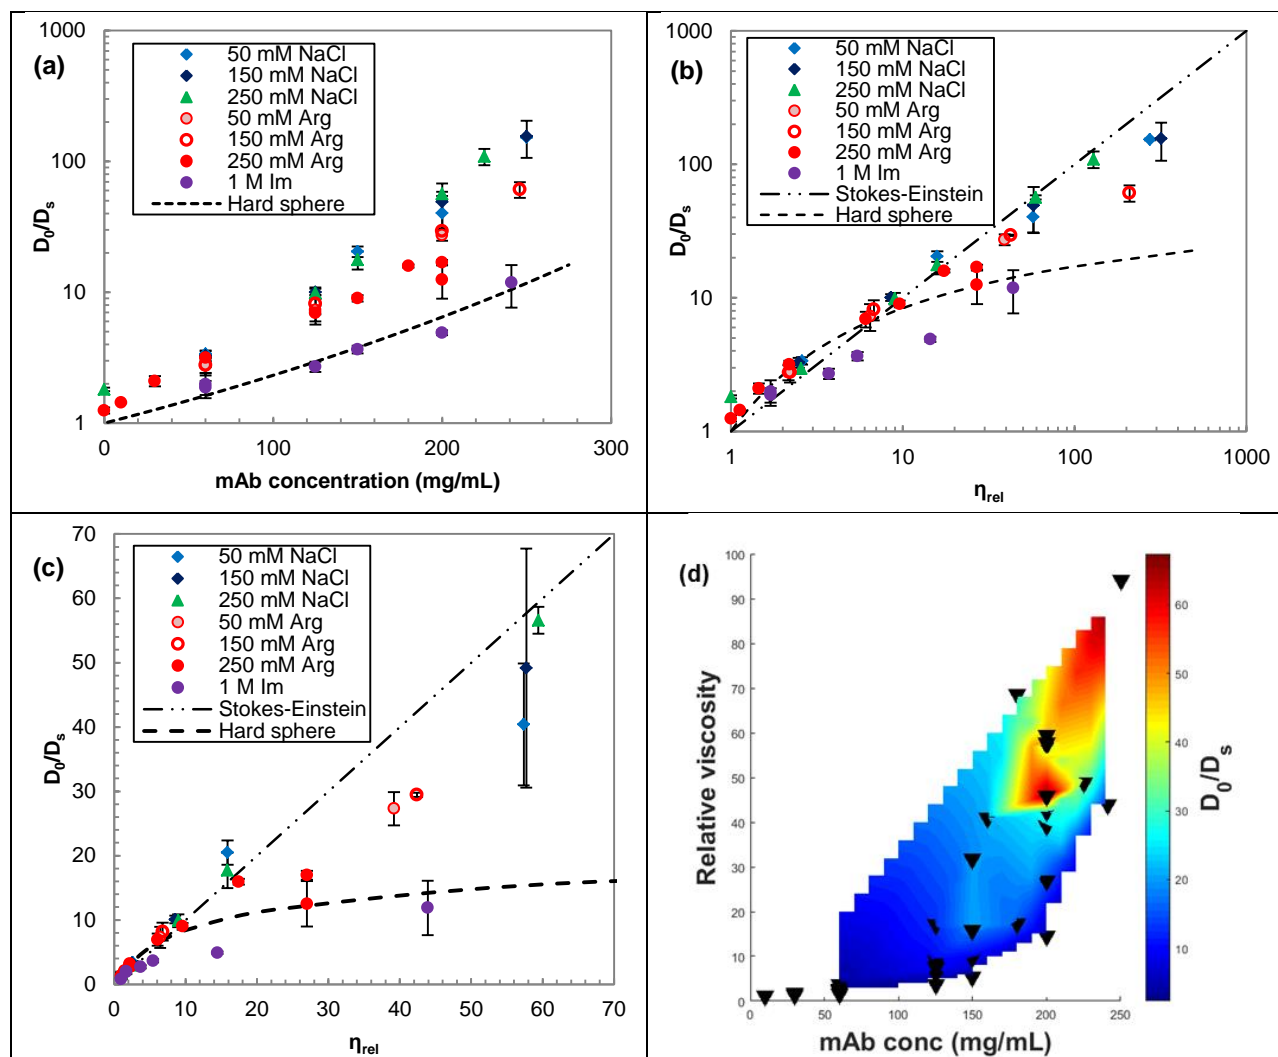 (a)
1000
100
10
1
D0/Ds
50 mM NaCl
150 mM NaCl
250 mM NaCl
50 mM Arg
150 mM Arg
250 mM Arg
1 M Im
Hard sphere
0
100
200
300
mAb concentration (mg/mL)
(b)
1000
100
10
1
D0/Ds
50 mM NaCl
150 mM NaCl
250 mM NaCl
50 mM Arg
150 mM Arg
250 mM Arg
1 M Im
Stokes-Einstein
Hard sphere
1
10
100
1000
ηrel
(c)
70
60
50
40
30
20
10
0
D0/Ds
50 mM NaCl
150 mM NaCl
250 mM NaCl
50 mM Arg
150 mM Arg
250 mM Arg
1 M Im
Stokes-Einstein
Hard sphere
0
10
20
30
40
50
60
70
ηrel
(d)
100
90
80
70
60
50
40
30
20
10
0
Relative viscosity
0
50
100
150
200
250
mAb conc (mg/mL)
60
50
40
30
20
10
D0/Ds